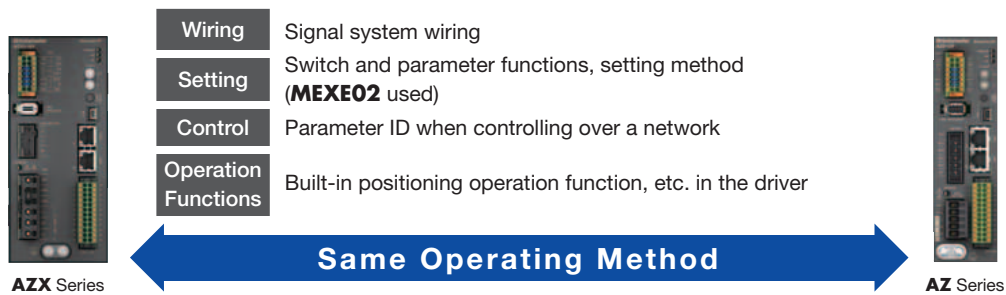 Wiring
Signal system wiring
Setting
Switch and parameter functions, setting method
(MEXE02 used)
Control
Parameter ID when controlling over a network
Operation
Functions
Built-in positioning operation function, etc. in the driver
Same Operating Method
AZX Series
AZ Series